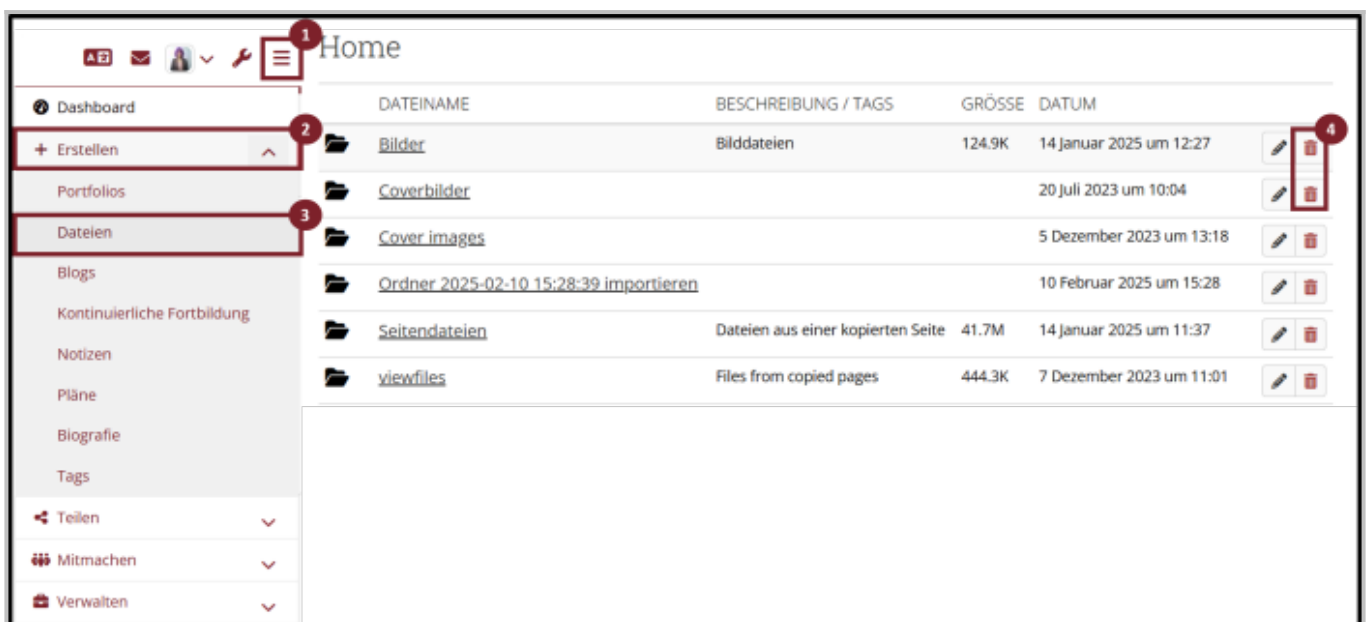 1
Home
Dashboard
2
Erstellen
Portfolios
3
Dateien
Blogs
Kontinuierliche Fortbildung
Notizen
Pläne
Biografie
Tags
Teilen
Mitmachen
Verwalten
DATEINAME BESCHREIBUNG / TAGS GRÖSSE DATUM
4
Bilder Bilddateien 124.9K 14 Januar 2025 um 12:27
Coverbilder 20 Juli 2023 um 10:04
Cover images 5 Dezember 2023 um 13:18
Ordner 2025-02-10 15:28:39 importieren 10 Februar 2025 um 15:28
Seitendateien Dateien aus einer kopierten Seite 41.7M 14 Januar 2025 um 11:37
viewfiles Files from copied pages 444.3K 7 Dezember 2023 um 11:01